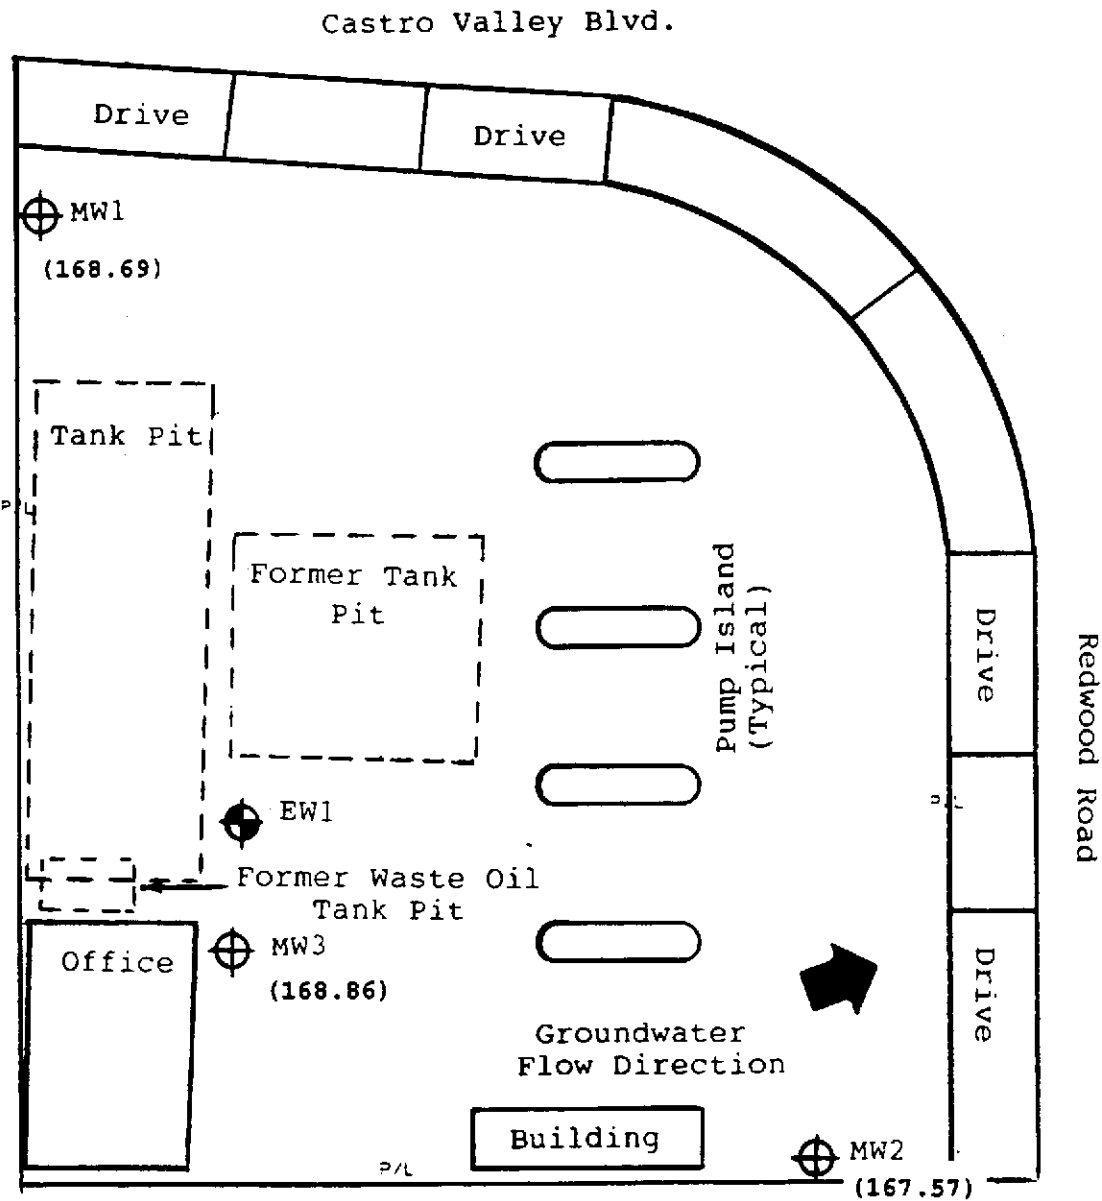 Castro Valley Blvd.
Drive
Drive
MW1
(168.69)
Tank Pit
P/L
Former Tank
Pit
Pump Island
(Typical)
Drive
Redwood Road
P/L
EW1
Former Waste Oil
Tank Pit
Office
MW3
(168.86)
Drive
Groundwater
Flow Direction
Building
MW2
(167.57)
P/L